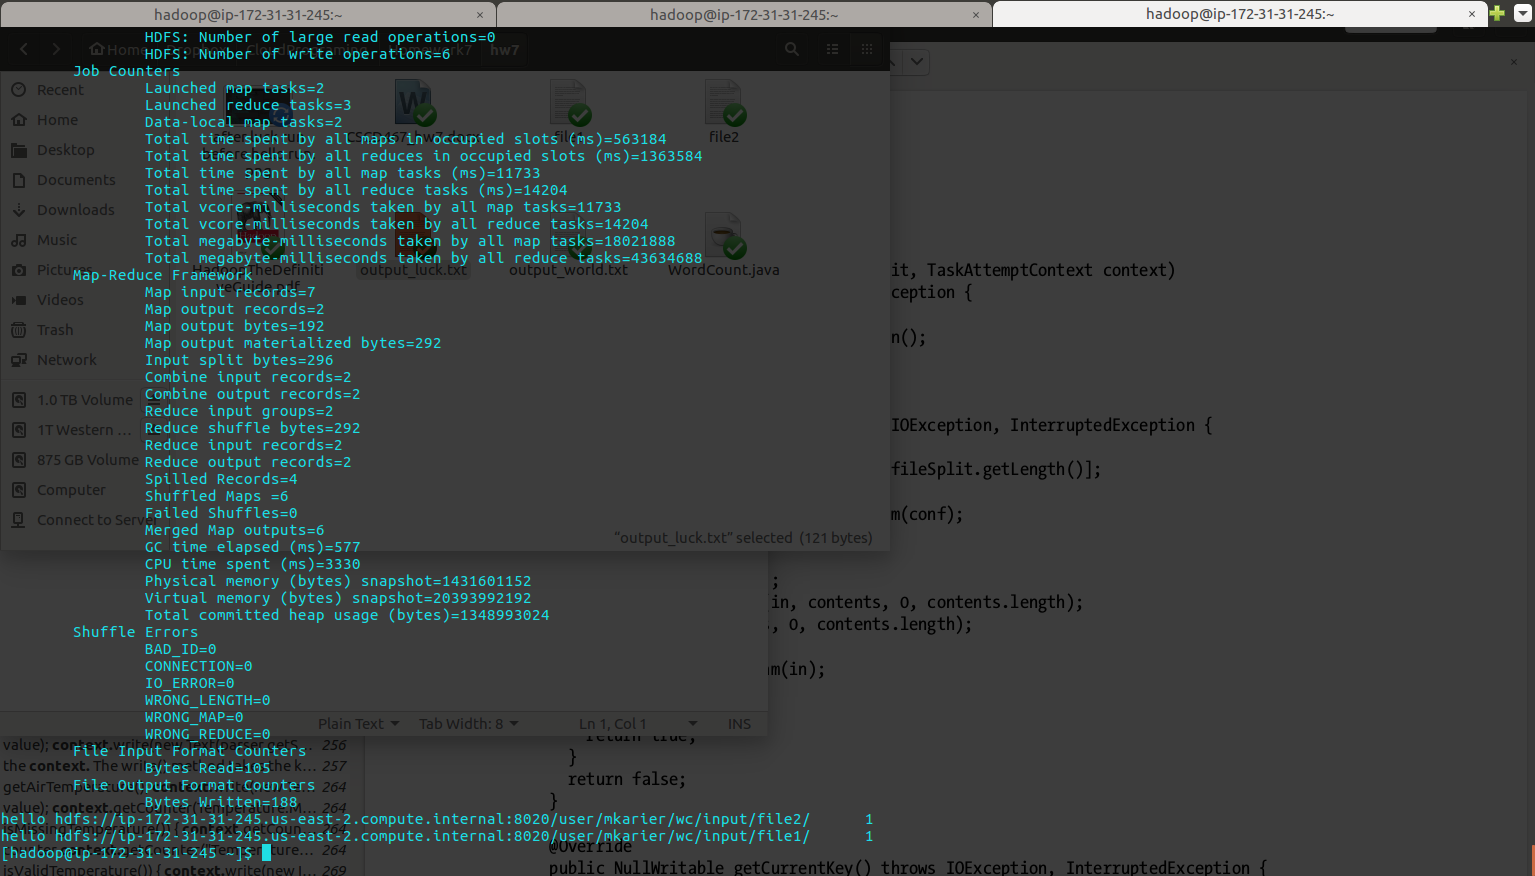 hadoop@ip-172-31-31-245:~ × hadoop@ip-172-31-31-245:~ × hadoop@ip-172-31-31-245:~ ×
HDFS: Number of large read operations=0
HDFS: Number of write operations=6
Job Counters
Launched map tasks=2
Launched reduce tasks=3
Data-local map tasks=2
Total time spent by all maps in occupied slots (ms)=563184
Total time spent by all reduces in occupied slots (ms)=1363584
Total time spent by all map tasks (ms)=11733
Total time spent by all reduce tasks (ms)=14204
Total vcore-milliseconds taken by all map tasks=11733
Total vcore-milliseconds taken by all reduce tasks=14204
Total megabyte-milliseconds taken by all map tasks=18021888
Total megabyte-milliseconds taken by all reduce tasks=43634688
Map-Reduce Framework
Map input records=7
Map output records=2
Map output bytes=192
Map output materialized bytes=292
Input split bytes=296
Combine input records=2
Combine output records=2
Reduce input groups=2
Reduce shuffle bytes=292
Reduce input records=2
Reduce output records=2
Spilled Records=4
Shuffled Maps =6
Failed Shuffles=0
Merged Map outputs=6
GC time elapsed (ms)=577
CPU time spent (ms)=3330
Physical memory (bytes) snapshot=1431601152
Virtual memory (bytes) snapshot=20393992192
Total committed heap usage (bytes)=1348993024
Shuffle Errors
BAD_ID=0
CONNECTION=0
IO_ERROR=0
WRONG_LENGTH=0
WRONG_MAP=0
WRONG_REDUCE=0
File Input Format Counters
Bytes Read=105
File Output Format Counters
Bytes Written=188
hello hdfs://ip-172-31-31-245.us-east-2.compute.internal:8020/user/mkarier/wc/input/file2/ 1
hello hdfs://ip-172-31-31-245.us-east-2.compute.internal:8020/user/mkarier/wc/input/file1/ 1
[hadoop@ip-172-31-31-245 ~]$
Home
hw7
Recent
Home
Desktop
Documents
Downloads
Music
Videos
Trash
Network
1.0 TB Volume
1T Western ...
875 GB Volume
Computer
Connect to Server
file2
output_luck.txt
output_world.txt
WordCount.java
"output_luck.txt" selected (121 bytes)
Plain Text Tab Width: 8 Ln 1, Col 1 INS
256
257
264
264
264
269
it, TaskAttemptContext context)
ception {
n();
IOException, InterruptedException {
fileSplit.getLength()];
m(conf);
;
in, contents, 0, contents.length);
, 0, contents.length);
m(in);
return true;
}
return false;
}
@Override
public NullWritable getCurrentKey() throws IOException, InterruptedException {